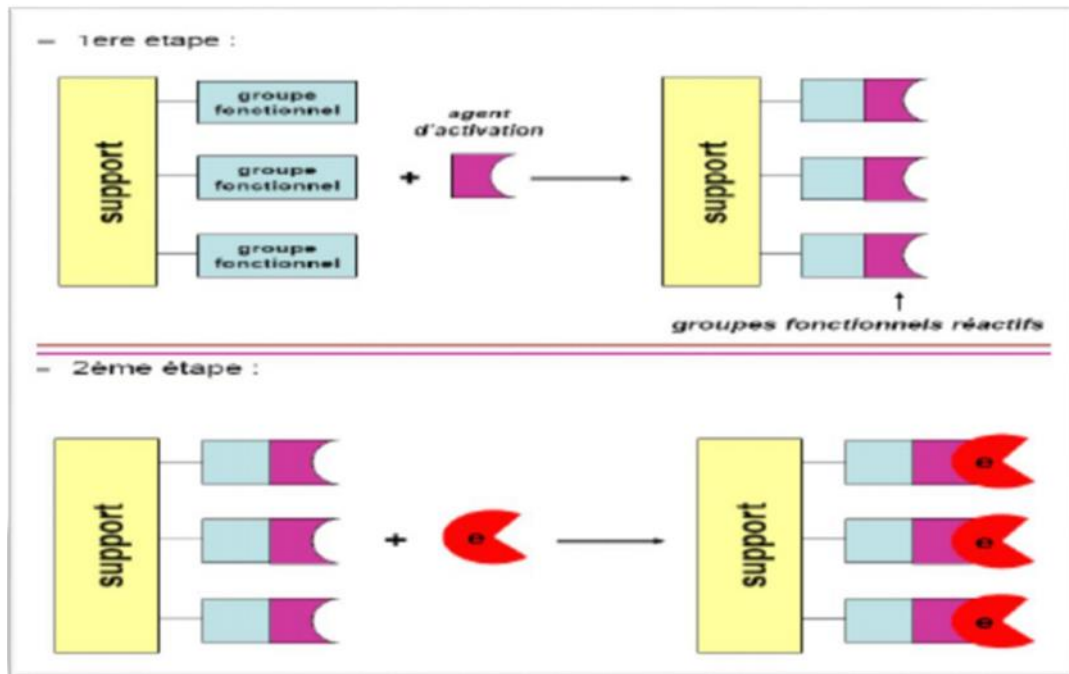 – 1ere etape :
support
groupe
fonctionnel
groupe
fonctionnel
groupe
fonctionnel
+
agent
d'activation
support
groupes fonctionnels réactifs
– 2ème étape :
support
+
e
support
e
e
e